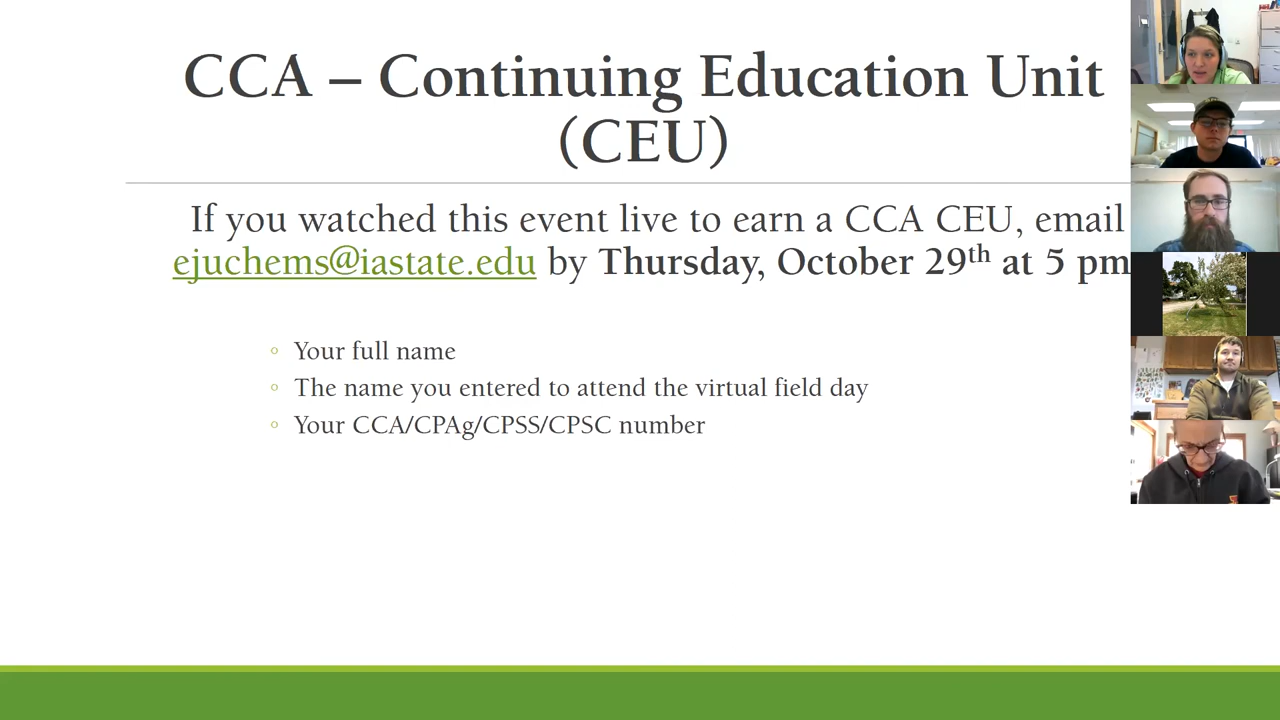 CCA – Continuing Education Unit
(CEU)
If you watched this event live to earn a CCA CEU, email
ejuchems@iastate.edu by Thursday, October 29th at 5 pm
◦ Your full name
◦ The name you entered to attend the virtual field day
◦ Your CCA/CPAg/CPSS/CPSC number